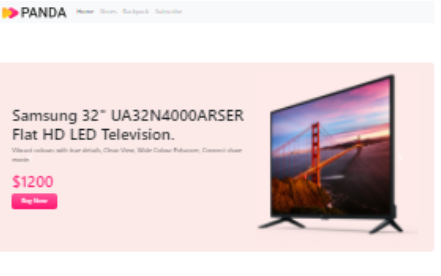 PANDA Home Shoes Backpack Subscribe
Samsung 32" UA32N4000ARSER
Flat HD LED Television.
Vibrant colours with true details, Clean View, Wide Colour Enhancer, Connect share
movie
$1200
Buy Now